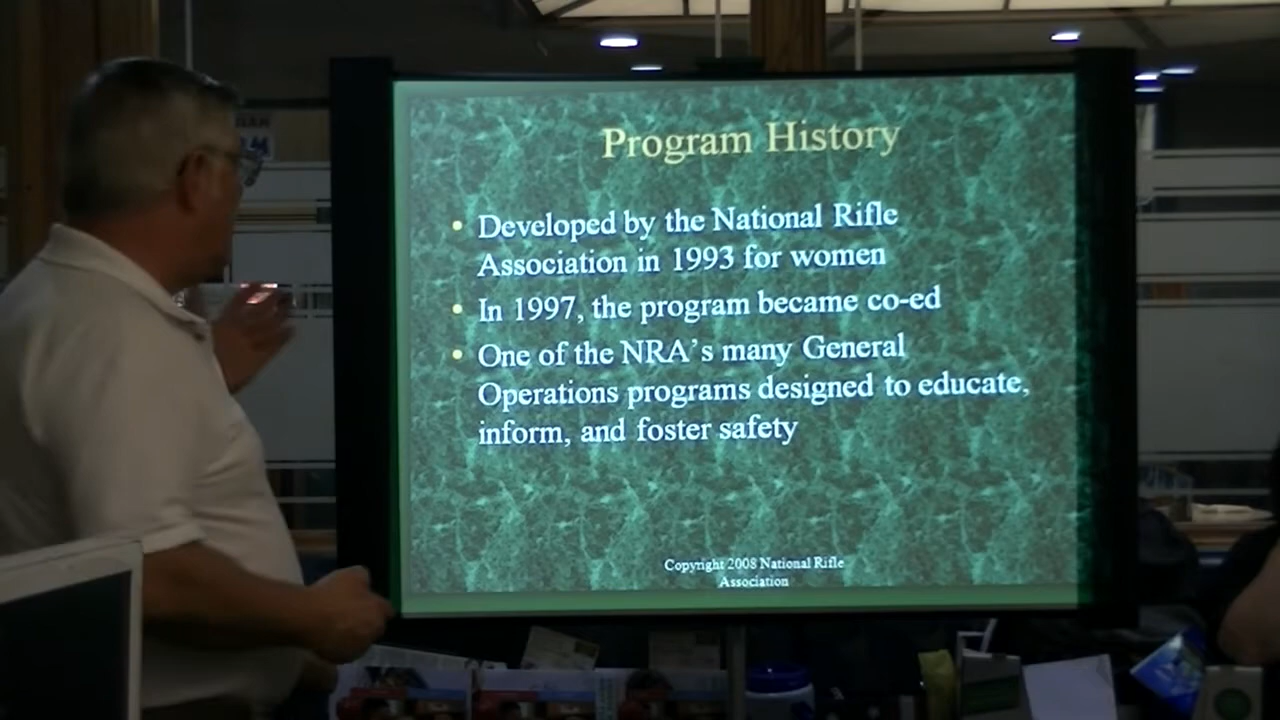 Program History
• Developed by the National Rifle
Association in 1993 for women
• In 1997, the program became co-ed
• One of the NRA's many General
Operations programs designed to educate,
inform, and foster safety
Copyright 2008 National Rifle
Association